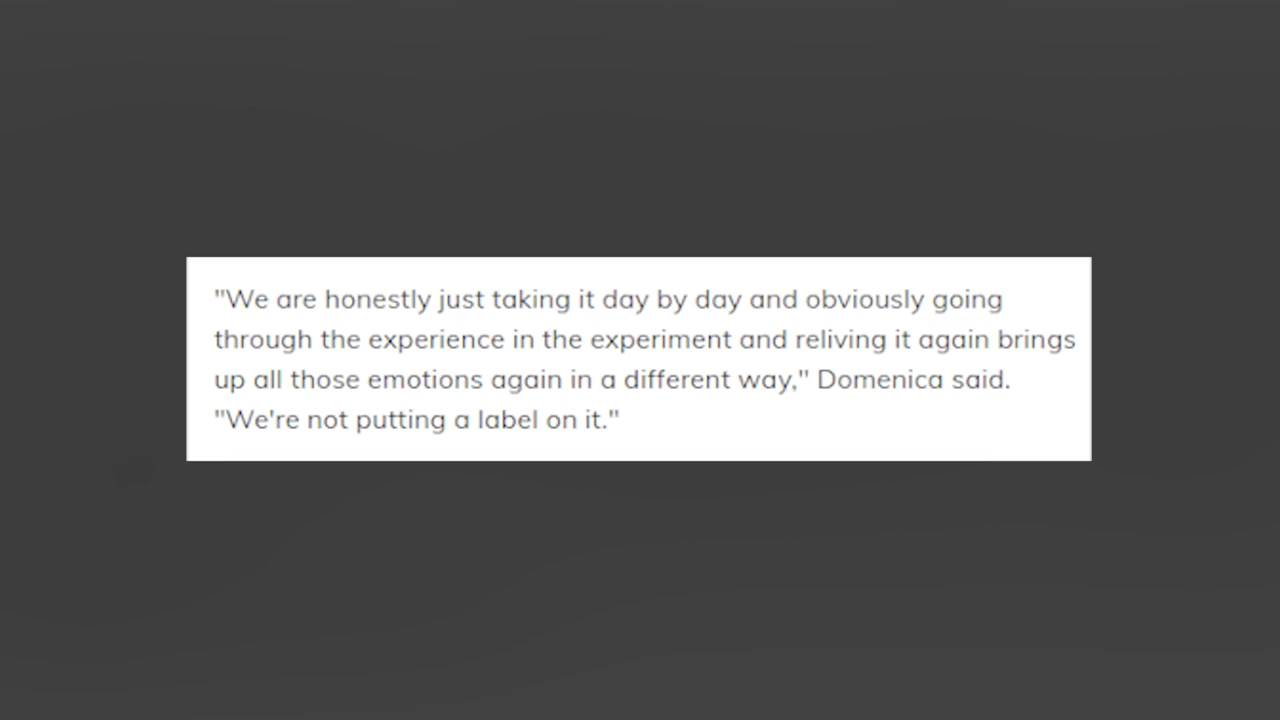 "We are honestly just taking it day by day and obviously going
through the experience in the experiment and reliving it again brings
up all those emotions again in a different way," Domenica said.
"We're not putting a label on it."